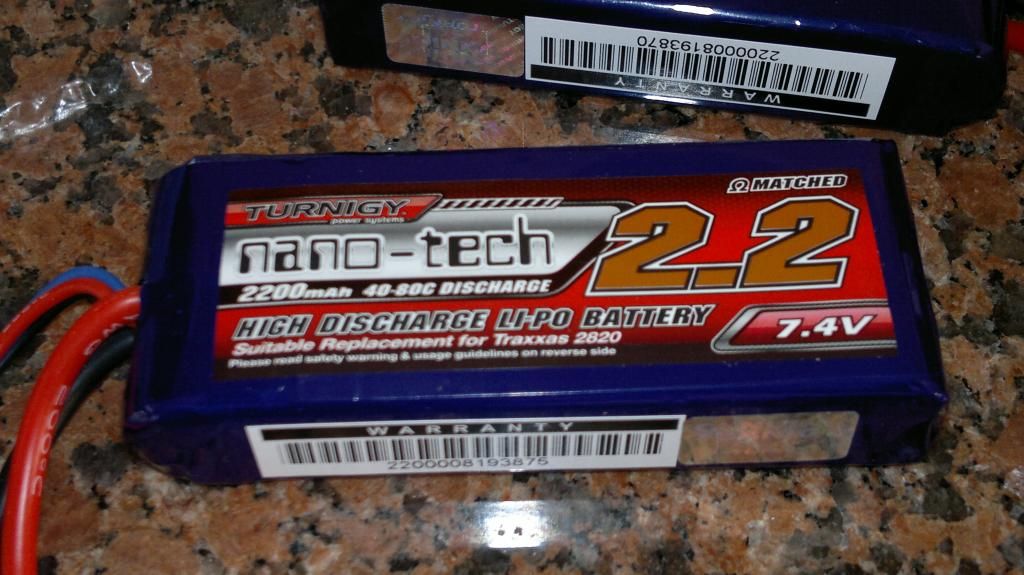 2200008193870
WARRANTY
Ω MATCHED
TURNIGY
power systems
nano-tech
2.2
2200mAh 40-80C DISCHARGE
HIGH DISCHARGE LI-PO BATTERY
7.4V
Suitable Replacement for Traxxas 2820
Please read safety warning & usage guidelines on reverse side
WARRANTY
2200008193875